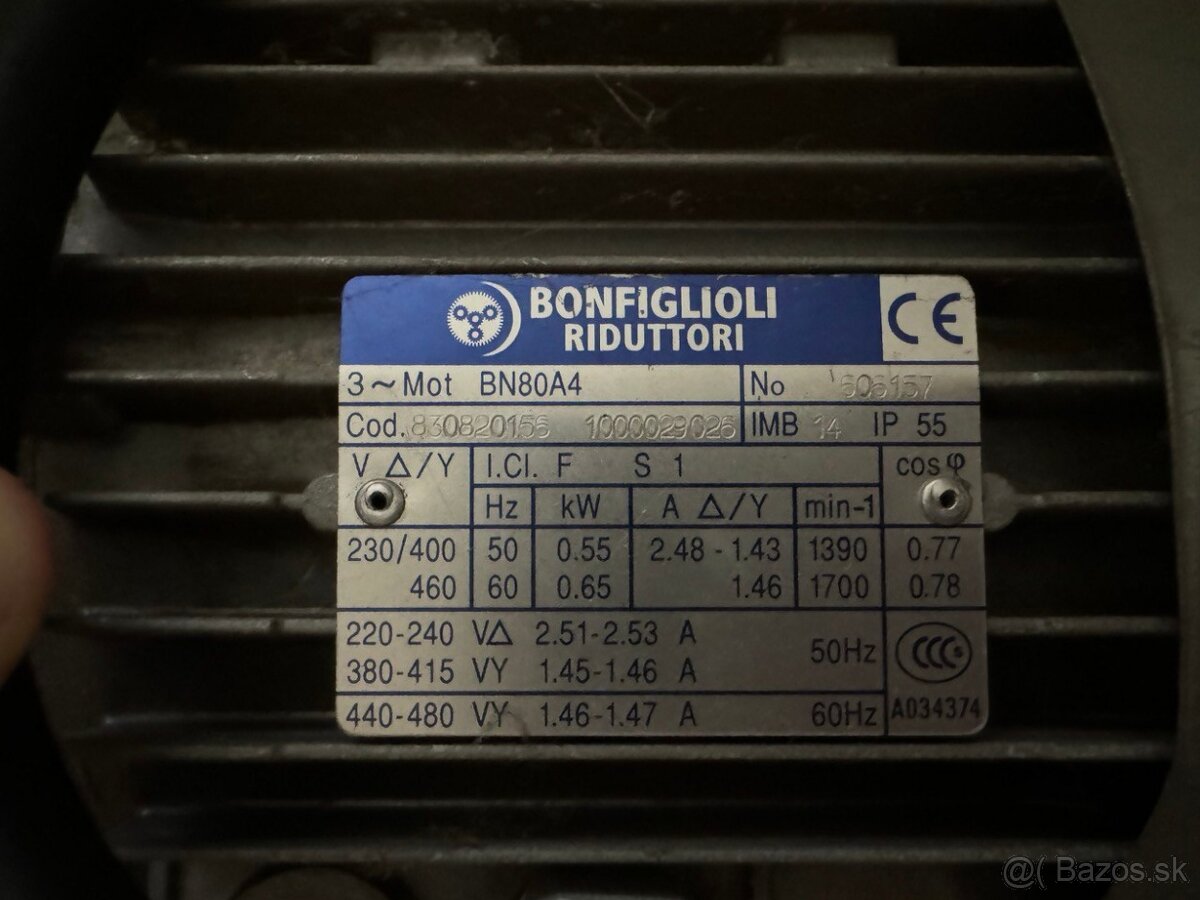 BONFIGLIOLI
RIDUTTORI
CE
3~Mot BN80A4 No 606157
Cod. 830820156 1000029026 IMB 14 IP 55
V Δ/Y I.Cl. F S 1 cos φ
Hz kW A Δ/Y min-1
230/400 50 0.55 2.48 - 1.43 1390 0.77
460 60 0.65 1.46 1700 0.78
220-240 VΔ 2.51-2.53 A
380-415 VY 1.45-1.46 A 50Hz
CCC
440-480 VY 1.46-1.47 A 60Hz A034374
@( Bazos.sk